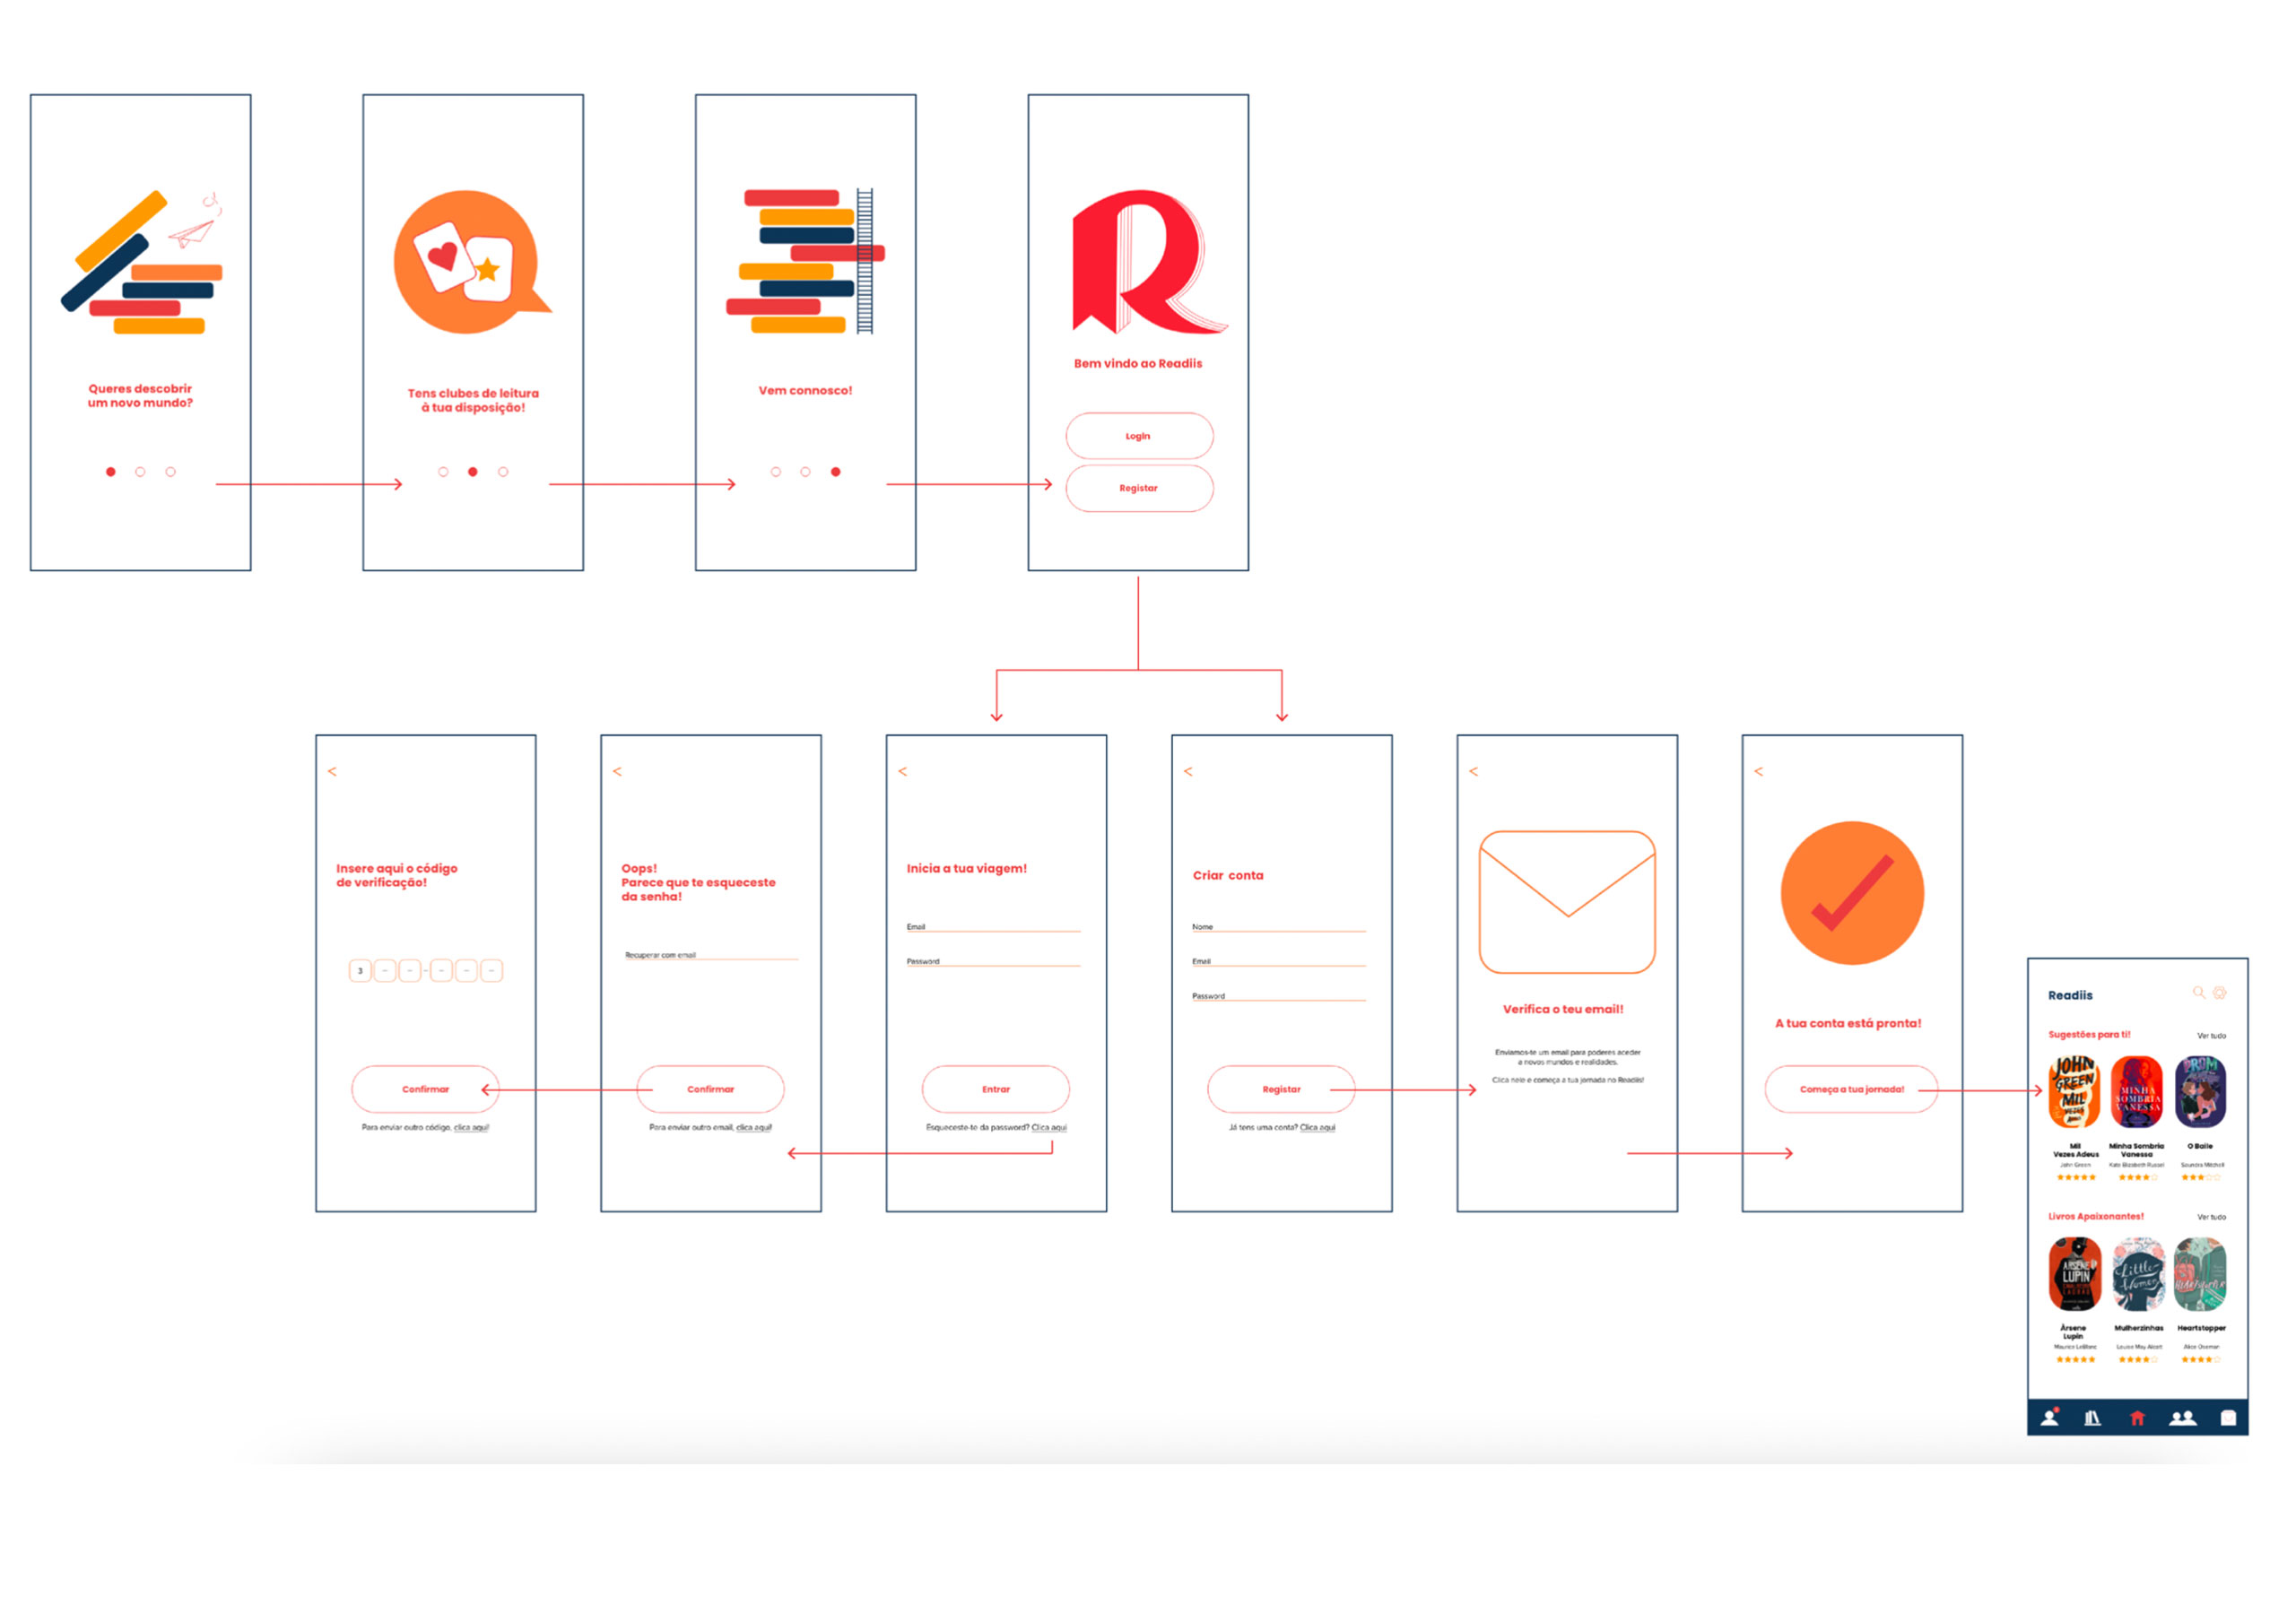 Queres descobrir
um novo mundo?
Tens clubes de leitura
à tua disposição!
Vem connosco!
R
Bem vindo ao Readiis
LogIn
Registar
<
Insere aqui o código
de verificação!
3 - - - - - -
Confirmar
Para enviar outro código, clica aqui!
<
Oops!
Parece que te esqueceste
da senha!
Recuperar com email
Confirmar
Para enviar outro email, clica aqui!
<
Inicia a tua viagem!
Email
Password
Entrar
Esqueceste-te da password? Clica aqui
<
Criar conta
Nome
Email
Password
Registar
Já tens uma conta? Clica aqui
<
Verifica o teu email!
Enviamos-te um email para poderes aceder
a novos mundos e realidades.
Clica nele e começa a tua jornada no Readiis!
<
A tua conta está pronta!
Começa a tua jornada!
Readiis
Sugestões para ti!
Ver tudo
JOHN
GREEN
MIL
VEZES
MINHA
SOMBRIA
VANESSA
PROM
Mil
Vezes Adeus
John Green
Minha Sombria
Vanessa
Kate Elizabeth Russel
O Baile
Saundra Mitchell
Livros Apaixonantes!
Ver tudo
ARSÈNE
LUPIN
Little
Women
Ársene
Lupin
Maurice LeBlanc
Mulherzinhas
Louisa May Alcott
Heartstopper
Alice Oseman